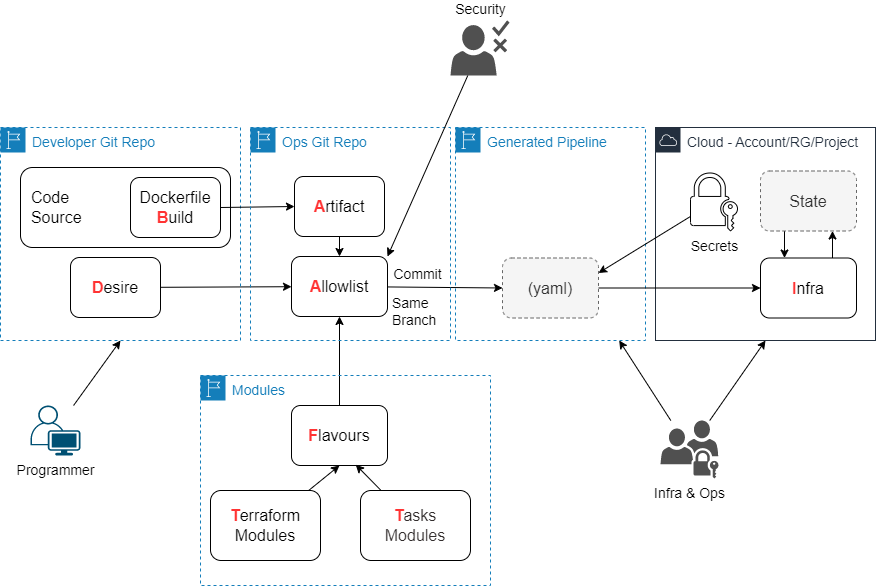 Security
Developer Git Repo
Ops Git Repo
Generated Pipeline
Cloud - Account/RG/Project
Code
Source
Dockerfile
Build
Artifact
State
Secrets
Desire
Allowlist
Commit
Same
Branch
(yaml)
Infra
Modules
Programmer
Flavours
Infra & Ops
Terraform
Modules
Tasks
Modules